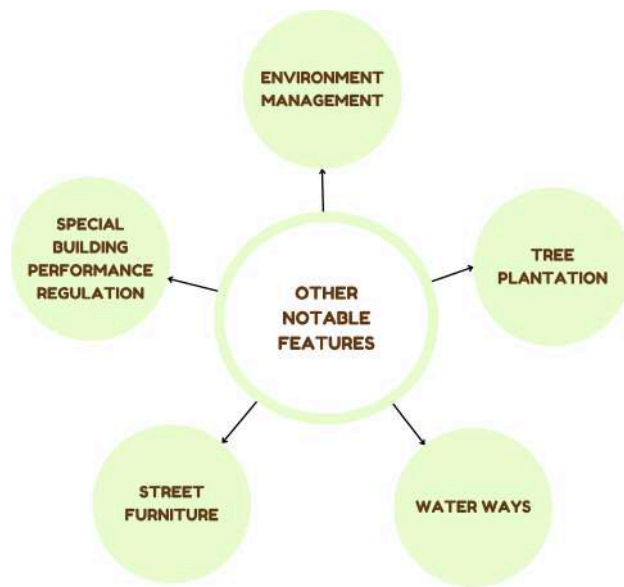 ENVIRONMENT
MANAGEMENT
SPECIAL
BUILDING
PERFORMANCE
REGULATION
TREE
PLANTATION
OTHER
NOTABLE
FEATURES
STREET
FURNITURE
WATER WAYS